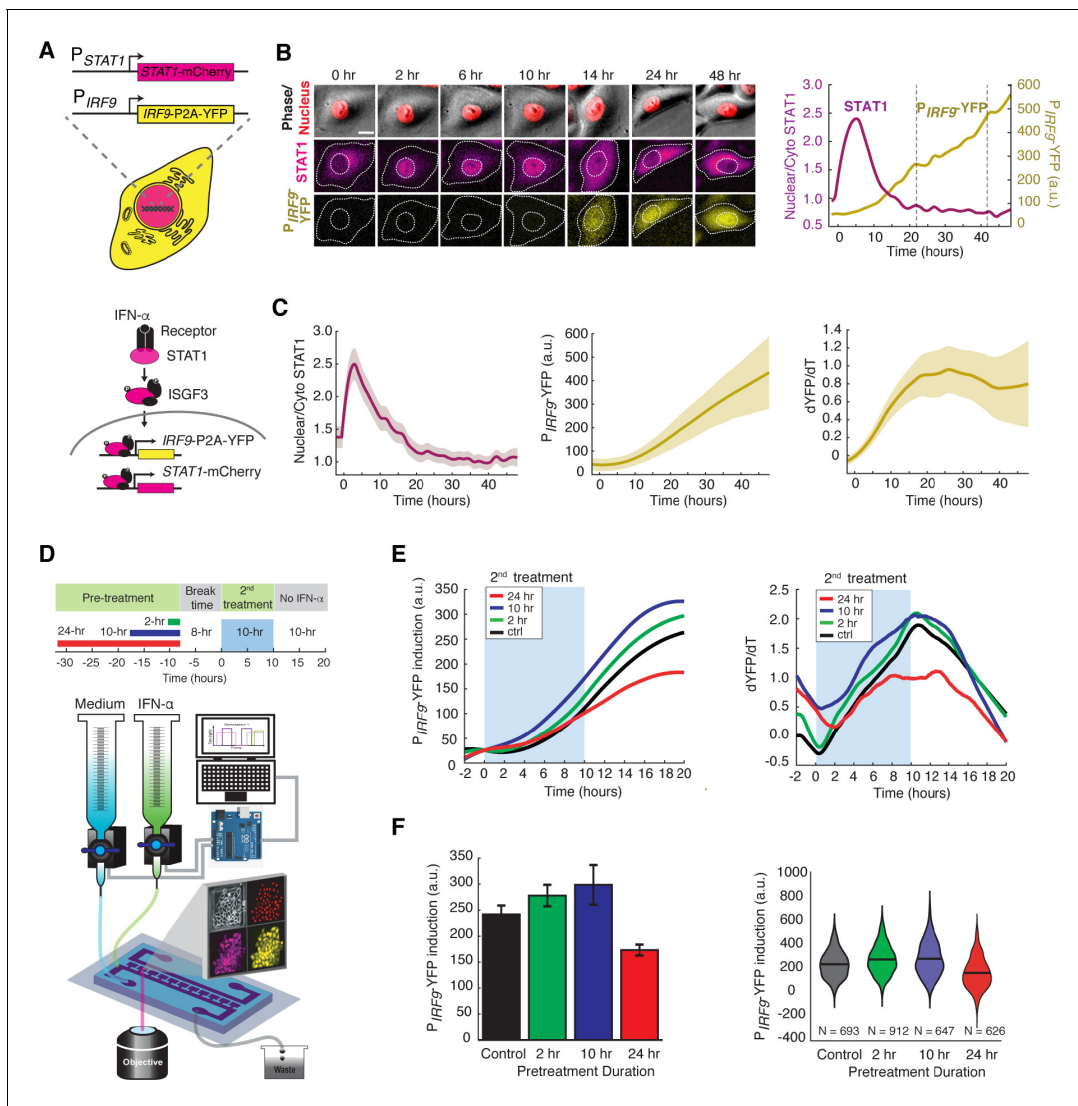 A
P STAT1
STAT1-mCherry
P IRF9
IRF9-P2A-YFP
IFN-α
Receptor
STAT1
P
ISGF3
P
IRF9-P2A-YFP
P
STAT1-mCherry
B
0 hr 2 hr 6 hr 10 hr 14 hr 24 hr 48 hr
Phase/
Nucleus
STAT1
P IRF9-
YFP
Nuclear/Cyto STAT1
3.0
2.5
2.0
1.5
1.0
0.5
STAT1
P IRF9-YFP
600
500
400
300
200
100
0
P IRF9-YFP (a.u.)
0 10 20 30 40
Time (hours)
C
Nuclear/Cyto STAT1
3.0
2.5
2.0
1.5
1.0
0 10 20 30 40
Time (hours)
P IRF9-YFP (a.u.)
600
500
400
300
200
100
0
0 10 20 30 40
Time (hours)
dYFP/dT
1.4
1.2
1.0
0.8
0.6
0.4
0.2
0
0 10 20 30 40
Time (hours)
D
Pre-treatment
Break
time
2nd
treatment
No IFN-α
2-hr
24-hr 10-hr 8-hr 10-hr 10-hr
-30 -25 -20 -15 -10 -5 0 5 10 15 20
Time (hours)
Medium IFN-α
Objective
Waste
E
2nd treatment
24 hr
10 hr
2 hr
ctrl
P IRF9-YFP induction (a.u.)
350
300
250
200
150
100
50
0
-2 0 2 4 6 8 10 12 14 16 18 20
Time (hours)
2nd treatment
24 hr
10 hr
2 hr
ctrl
dYFP/dT
2.5
2.0
1.5
1.0
0.5
0.0
-0.5
-2 0 2 4 6 8 10 12 14 16 18 20
Time (hours)
F
P IRF9-YFP induction (a.u.)
350
300
250
200
150
100
50
0
Control 2 hr 10 hr 24 hr
Pretreatment Duration
P IRF9-YFP induction (a.u.)
1000
800
600
400
200
0
-200
-400
N = 693 N = 912 N = 647 N = 626
Control 2 hr 10 hr 24 hr
Pretreatment Duration